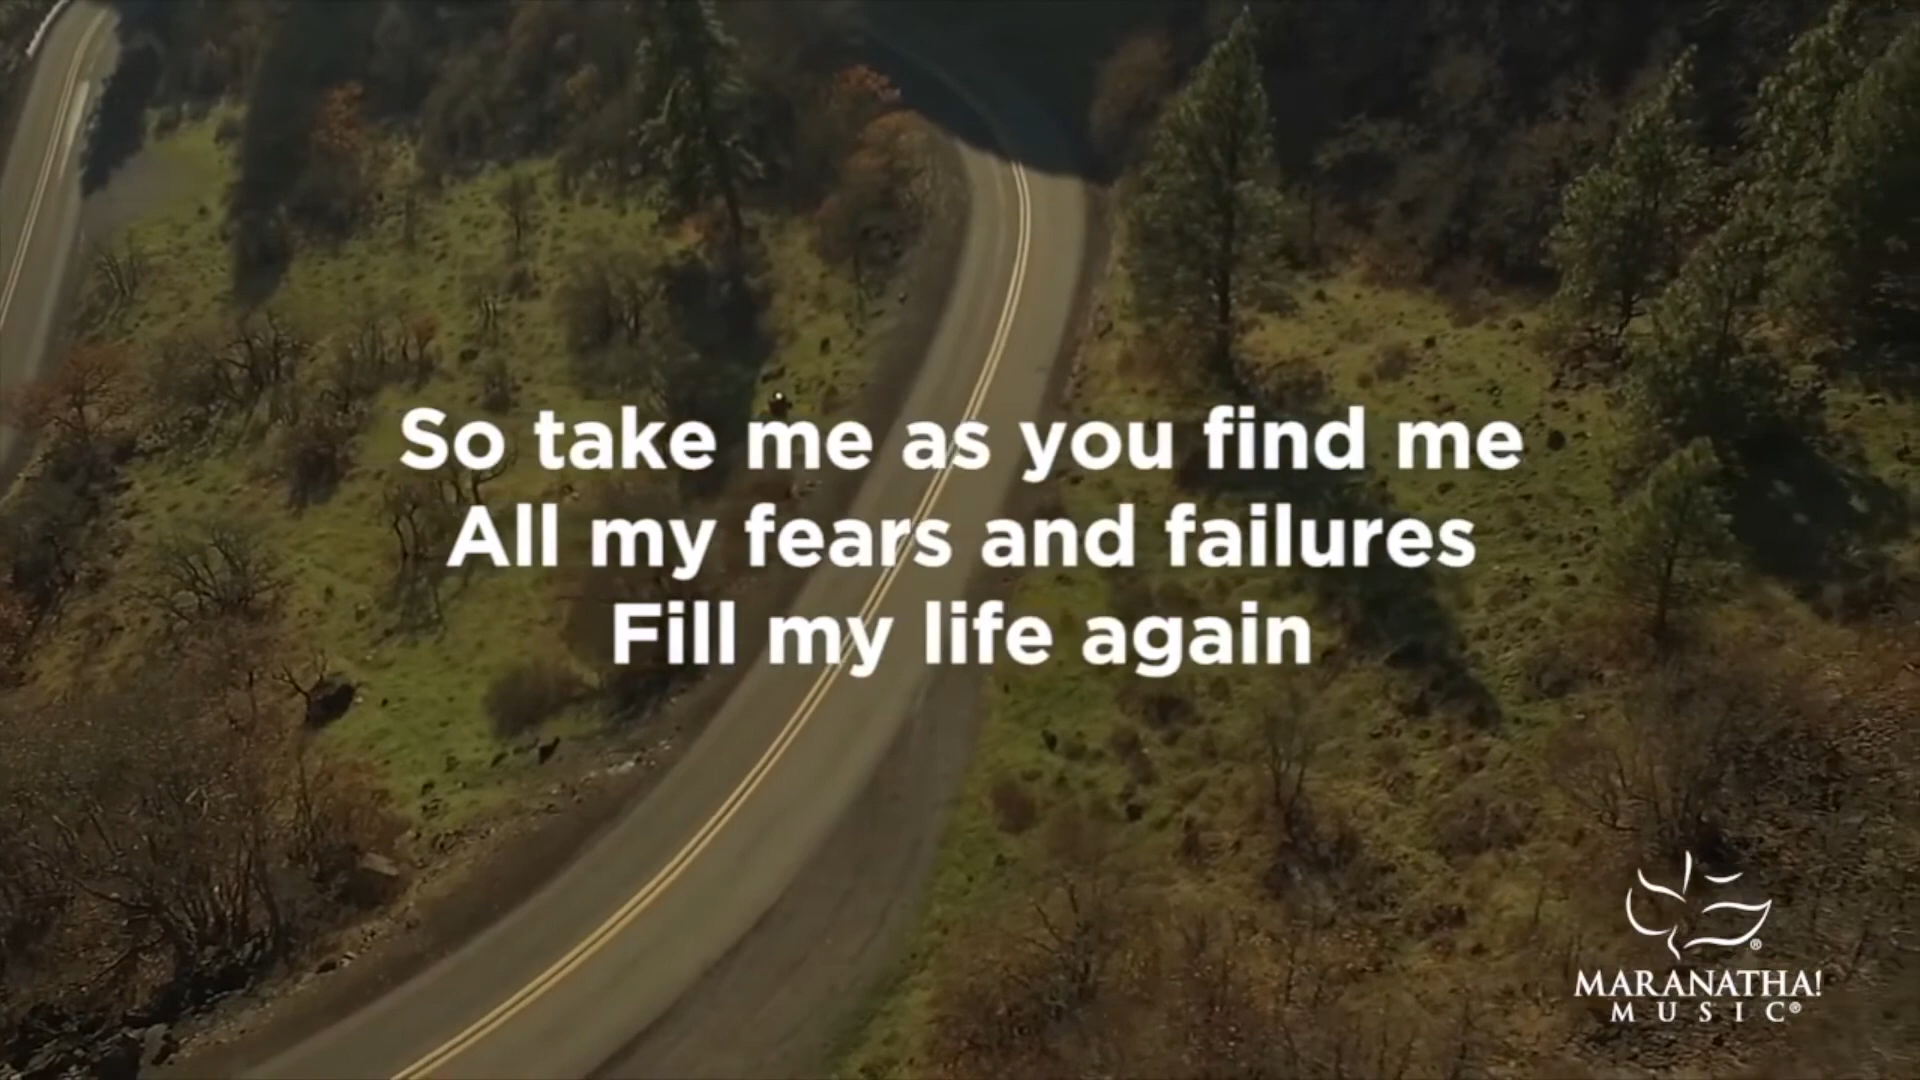 So take me as you find me
All my fears and failures
Fill my life again
MARANATHA!
MUSIC®